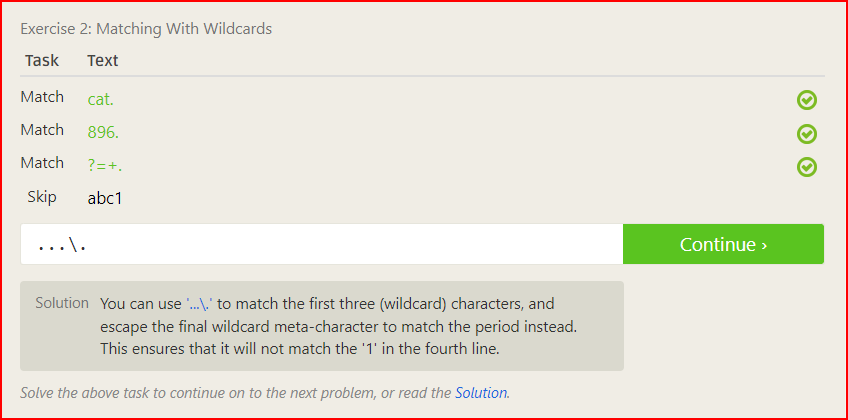 Exercise 2: Matching With Wildcards
Task Text
Match cat.
Match 896.
Match ?=+.
Skip abc1
...\. Continue ›
Solution You can use '...\.' to match the first three (wildcard) characters, and
escape the final wildcard meta-character to match the period instead.
This ensures that it will not match the '1' in the fourth line.
Solve the above task to continue on to the next problem, or read the Solution.